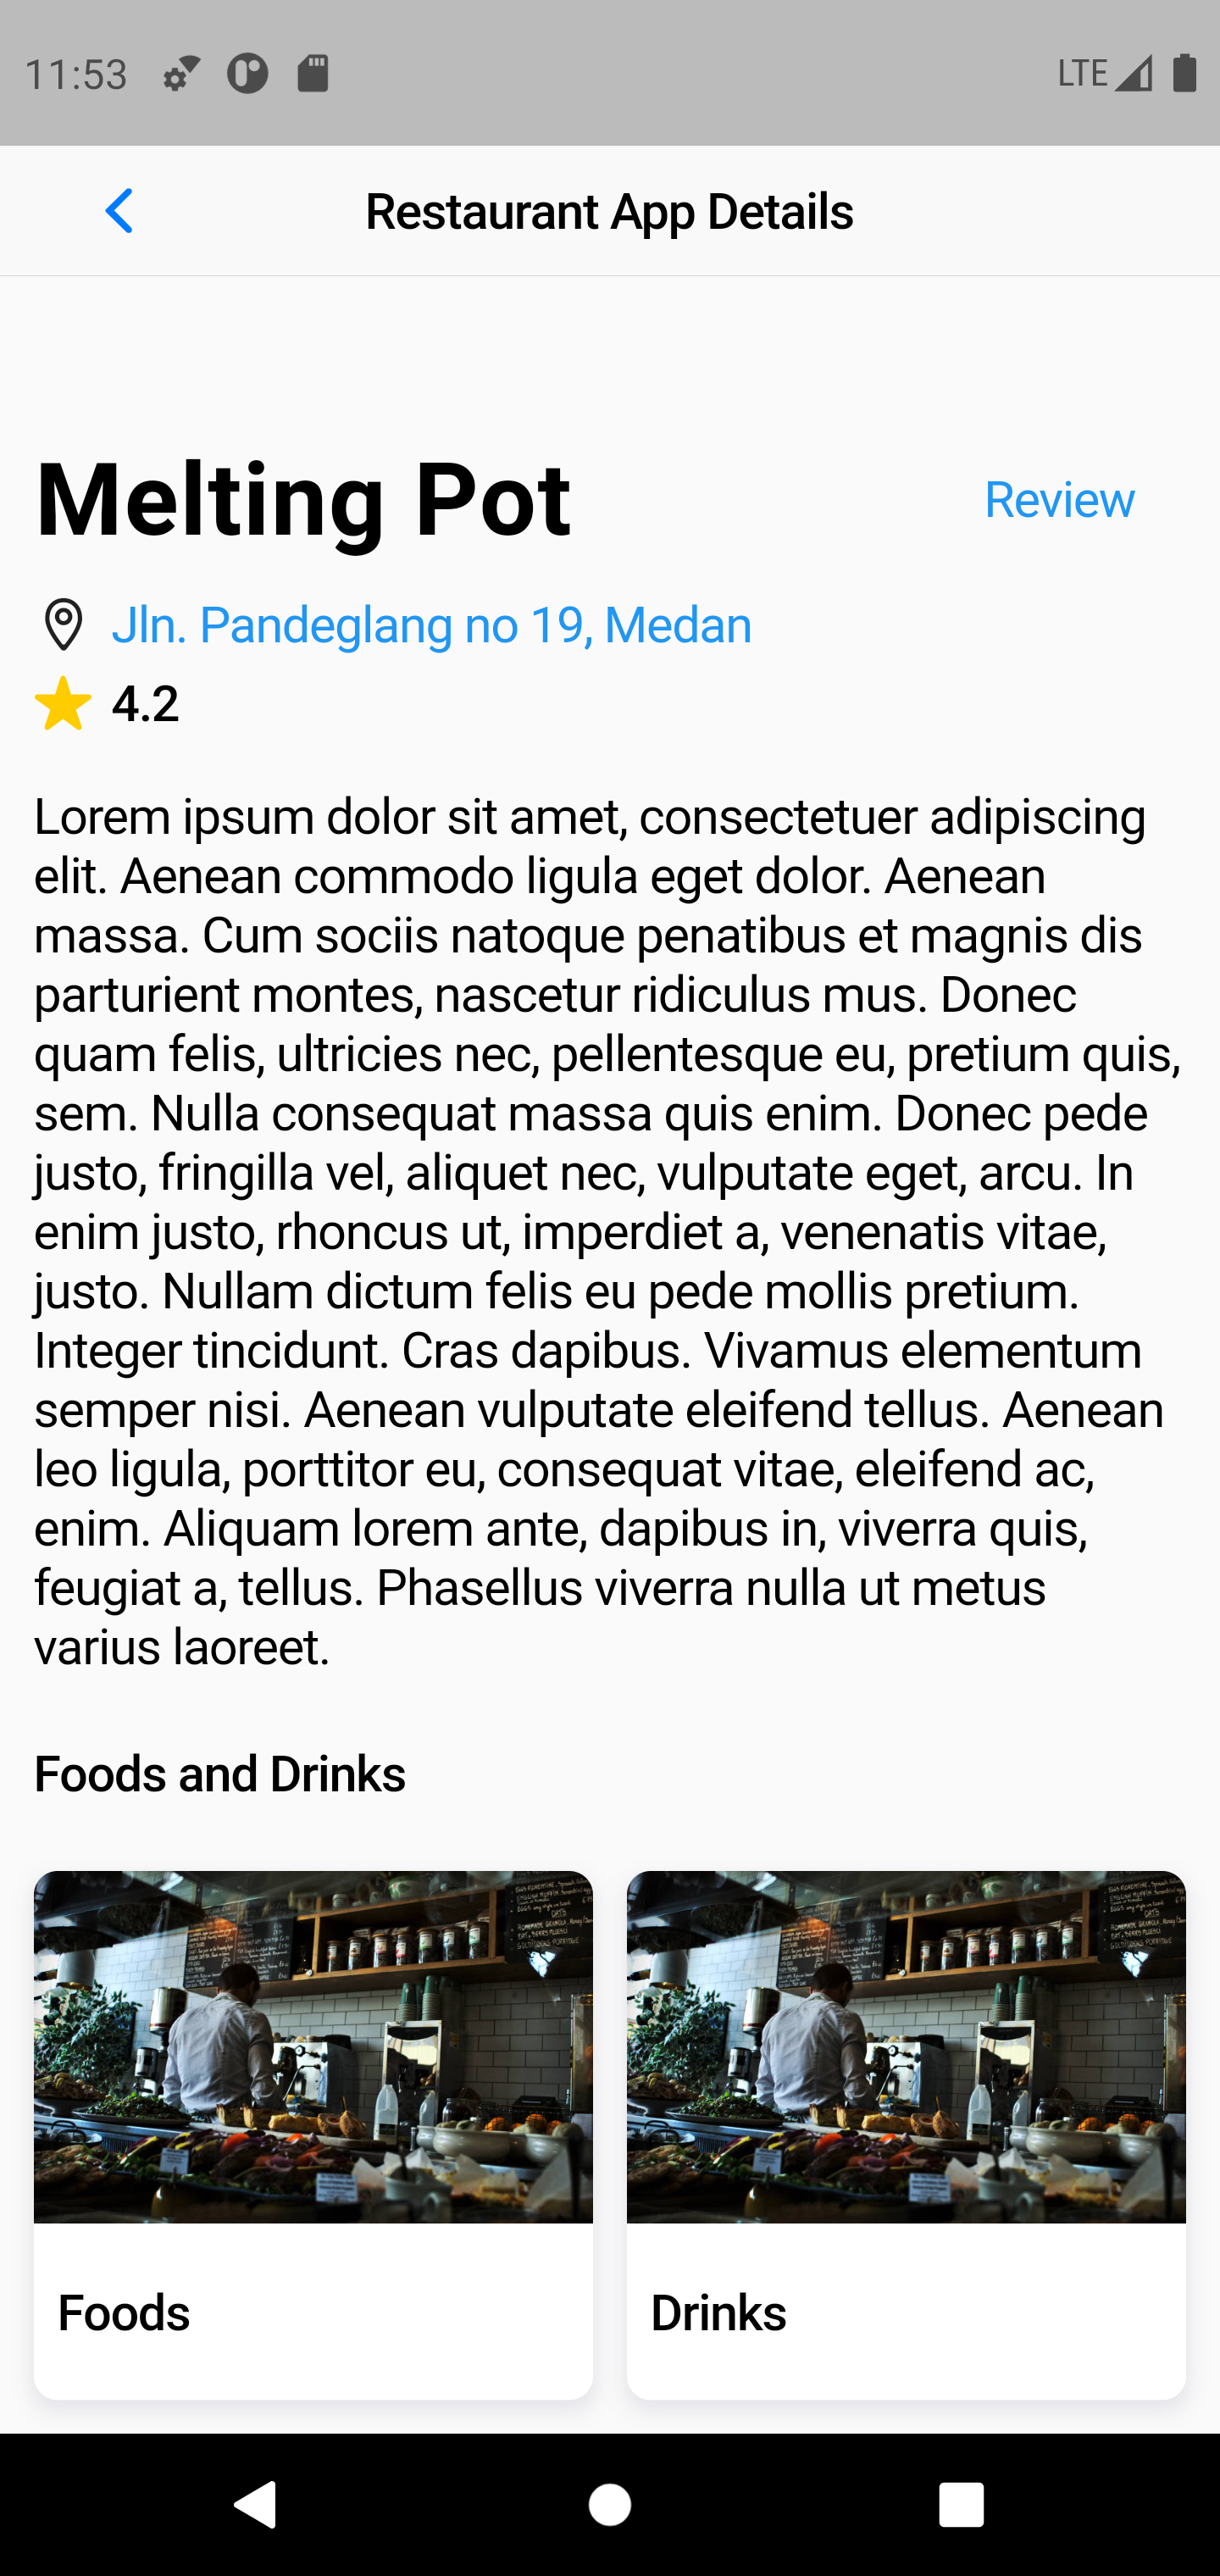 11:53
LTE
Restaurant App Details
Melting Pot
Review
Jln. Pandeglang no 19, Medan
4.2
Lorem ipsum dolor sit amet, consectetuer adipiscing
elit. Aenean commodo ligula eget dolor. Aenean
massa. Cum sociis natoque penatibus et magnis dis
parturient montes, nascetur ridiculus mus. Donec
quam felis, ultricies nec, pellentesque eu, pretium quis,
sem. Nulla consequat massa quis enim. Donec pede
justo, fringilla vel, aliquet nec, vulputate eget, arcu. In
enim justo, rhoncus ut, imperdiet a, venenatis vitae,
justo. Nullam dictum felis eu pede mollis pretium.
Integer tincidunt. Cras dapibus. Vivamus elementum
semper nisi. Aenean vulputate eleifend tellus. Aenean
leo ligula, porttitor eu, consequat vitae, eleifend ac,
enim. Aliquam lorem ante, dapibus in, viverra quis,
feugiat a, tellus. Phasellus viverra nulla ut metus
varius laoreet.
Foods and Drinks
Foods
Drinks